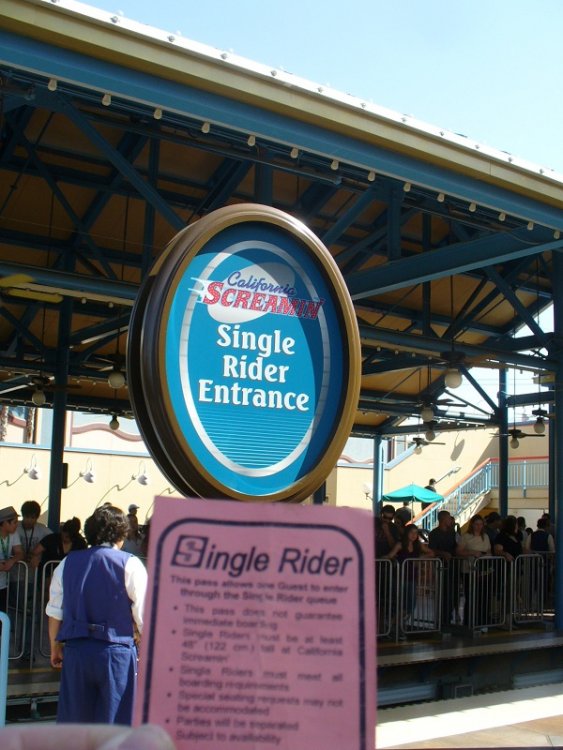 California
SCREAMIN'
Single
Rider
Entrance
Single Rider
This pass allows one Guest to enter
through the Single Rider queue
• This pass does not guarantee
immediate boarding
• Single Riders must be at least
48" (122 cm) tall at California
Screamin'
• Single Riders must meet all
boarding requirements
• Special seating requests may not
be accommodated
• Parties will be separated
• Subject to availability